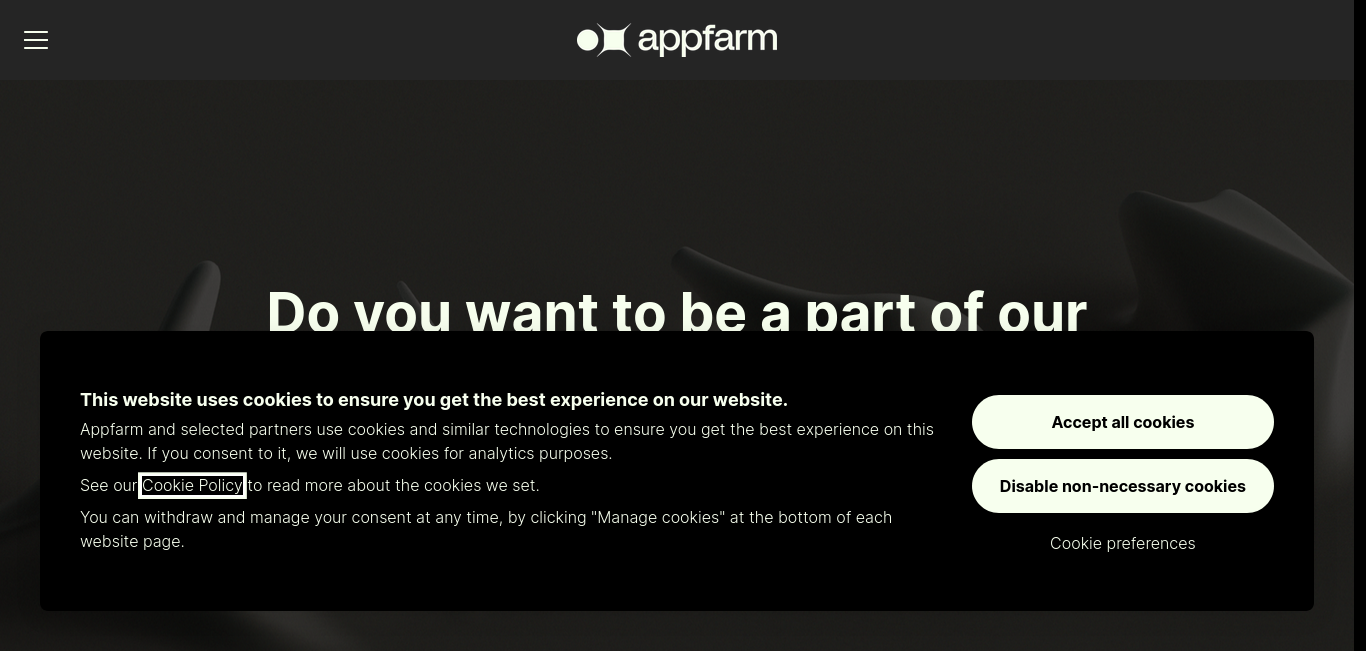 appfarm
Do you want to be a part of our
This website uses cookies to ensure you get the best experience on our website.
Appfarm and selected partners use cookies and similar technologies to ensure you get the best experience on this
website. If you consent to it, we will use cookies for analytics purposes.
See our Cookie Policy to read more about the cookies we set.
You can withdraw and manage your consent at any time, by clicking "Manage cookies" at the bottom of each
website page.
Accept all cookies
Disable non-necessary cookies
Cookie preferences